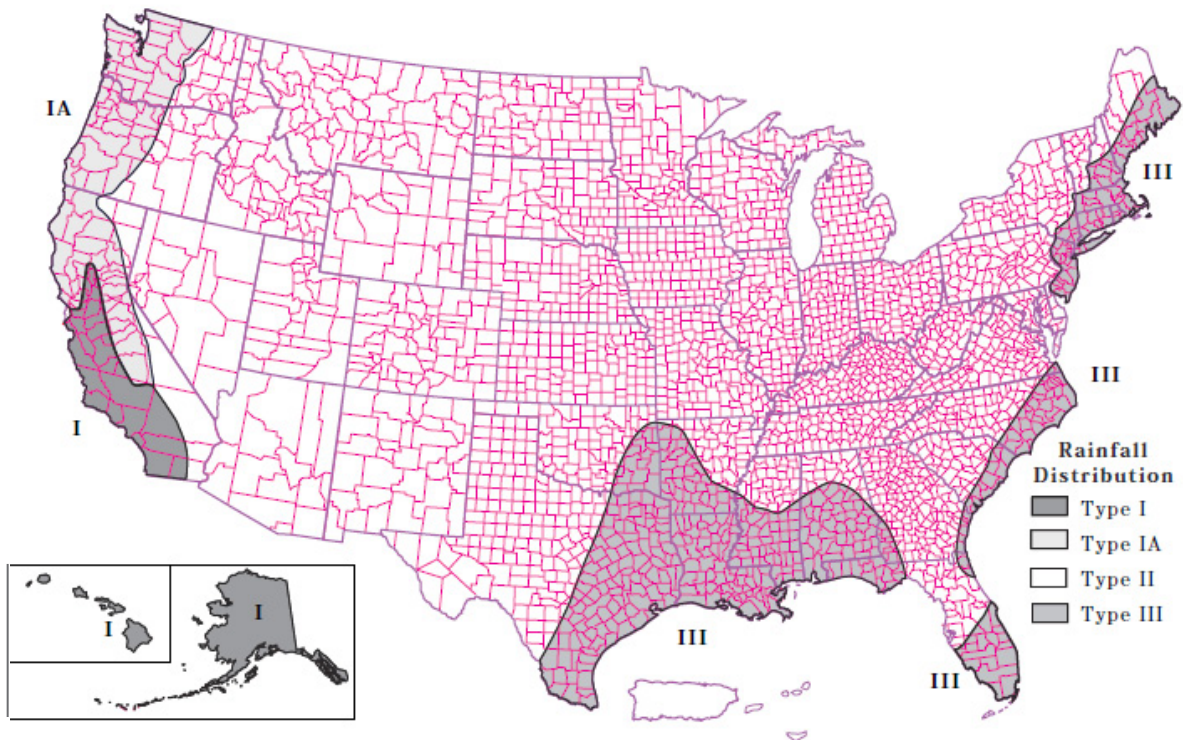 IA
III
III
I
Rainfall
Distribution
Type I
Type IA
Type II
Type III
I
I
III
III